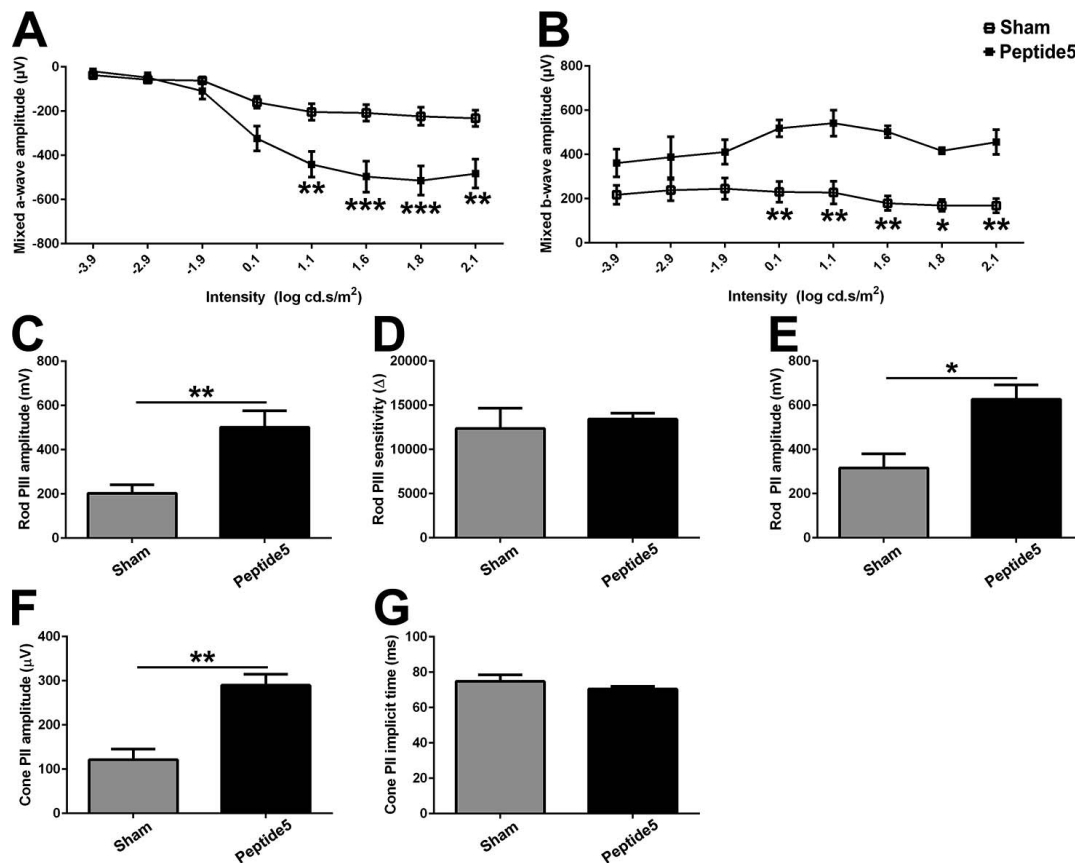 A
B
Sham
Peptide5
Mixed a-wave amplitude (µV)
0
-200
-400
-600
-800
** *** *** **
-3.9 -2.9 -1.9 0.1 1.1 1.6 1.8 2.1
Intensity (log cd.s/m²)
Mixed b-wave amplitude (µV)
800
600
400
200
0
** ** ** * **
-3.9 -2.9 -1.9 0.1 1.1 1.6 1.8 2.1
Intensity (log cd.s/m²)
C
Rod PIII amplitude (mV)
800
600
400
200
0
**
Sham Peptide5
D
Rod PIII sensitivity (Δ)
20000
15000
10000
5000
0
Sham Peptide5
E
Rod PII amplitude (mV)
800
600
400
200
0
*
Sham Peptide5
F
Cone PII amplitude (µV)
400
300
200
100
0
**
Sham Peptide5
G
Cone PII implicit time (ms)
100
80
60
40
20
0
Sham Peptide5